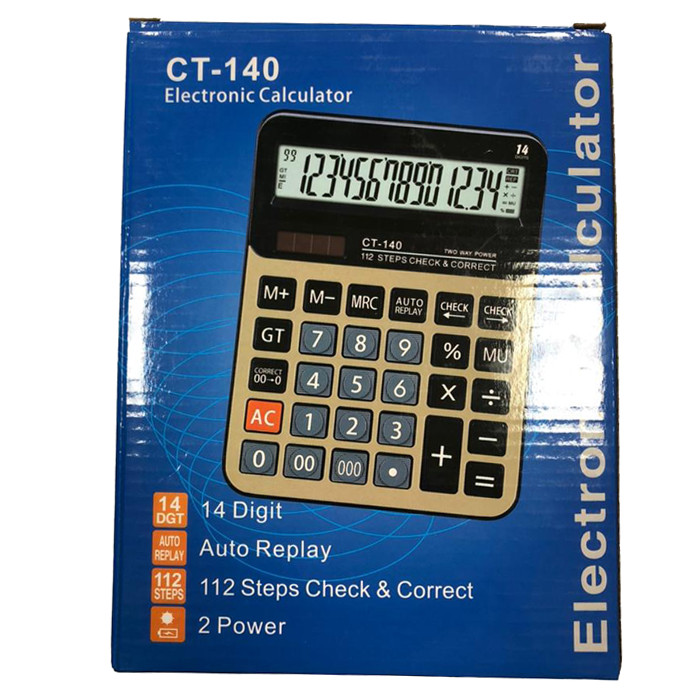 CT-140
Electronic Calculator
14
DIGITS
99
12345678901234
GT
CRT
REP
MU
CT-140
TWO WAY POWER
112 STEPS CHECK & CORRECT
M+ M− MRC AUTO REPLAY CHECK ← CHECK →
GT 7 8 9 % MU
CORRECT 00→0 4 5 6 X ÷
AC 1 2 3 + −
0 00 000 • =
14 DGT 14 Digit
AUTO REPLAY Auto Replay
112 STEPS 112 Steps Check & Correct
2 Power
Electronic Calculator